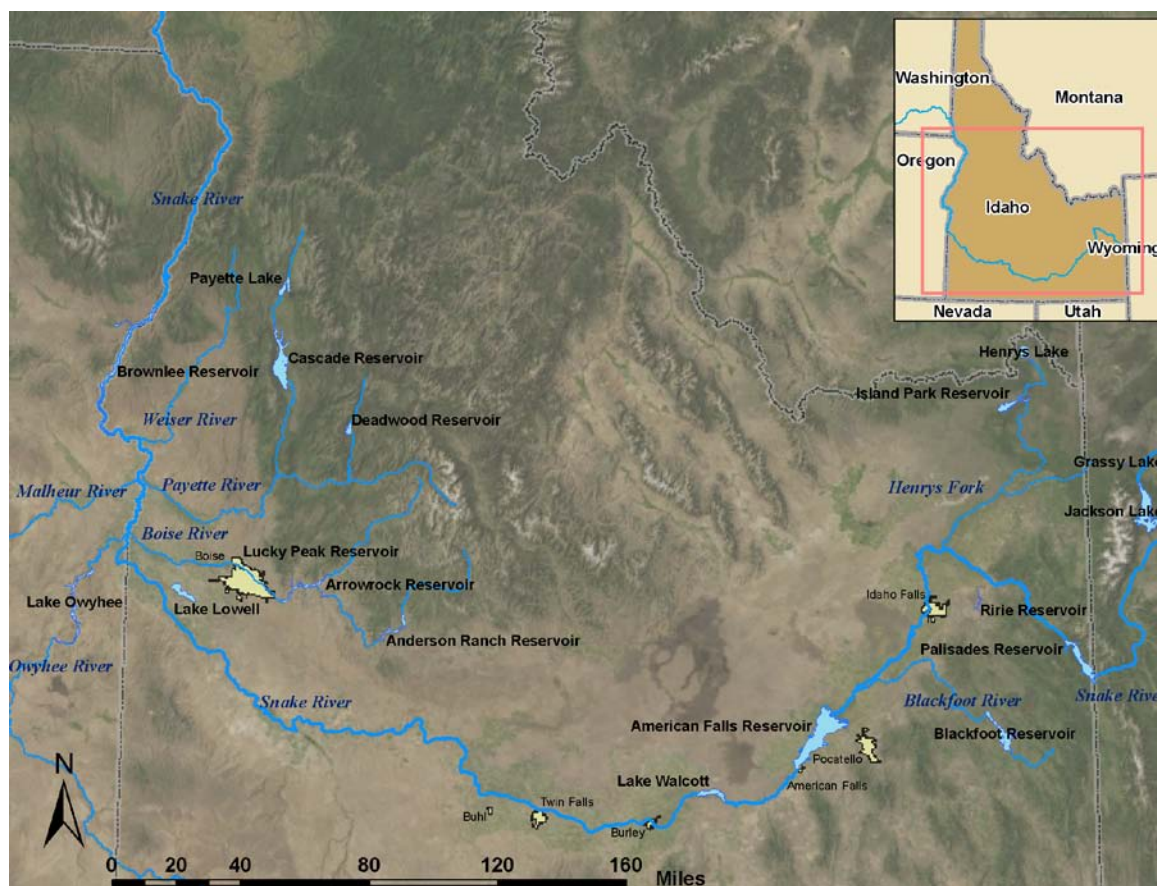 Washington
Montana
Oregon
Idaho
Wyoming
Nevada
Utah
Snake River
Payette Lake
Henrys Lake
Cascade Reservoir
Brownlee Reservoir
Island Park Reservoir
Weiser River
Deadwood Reservoir
Grassy Lake
Malheur River
Payette River
Henrys Fork
Jackson Lake
Boise River
Boise
Lucky Peak Reservoir
Arrowrock Reservoir
Idaho Falls
Lake Owyhee
Lake Lowell
Ririe Reservoir
Anderson Ranch Reservoir
Palisades Reservoir
Owyhee River
Snake River
Blackfoot River
Snake Rive
American Falls Reservoir
Blackfoot Reservoir
Pocatello
N
Lake Walcott
American Falls
Buhl
Twin Falls
Burley
0 20 40 80 120 160
Miles